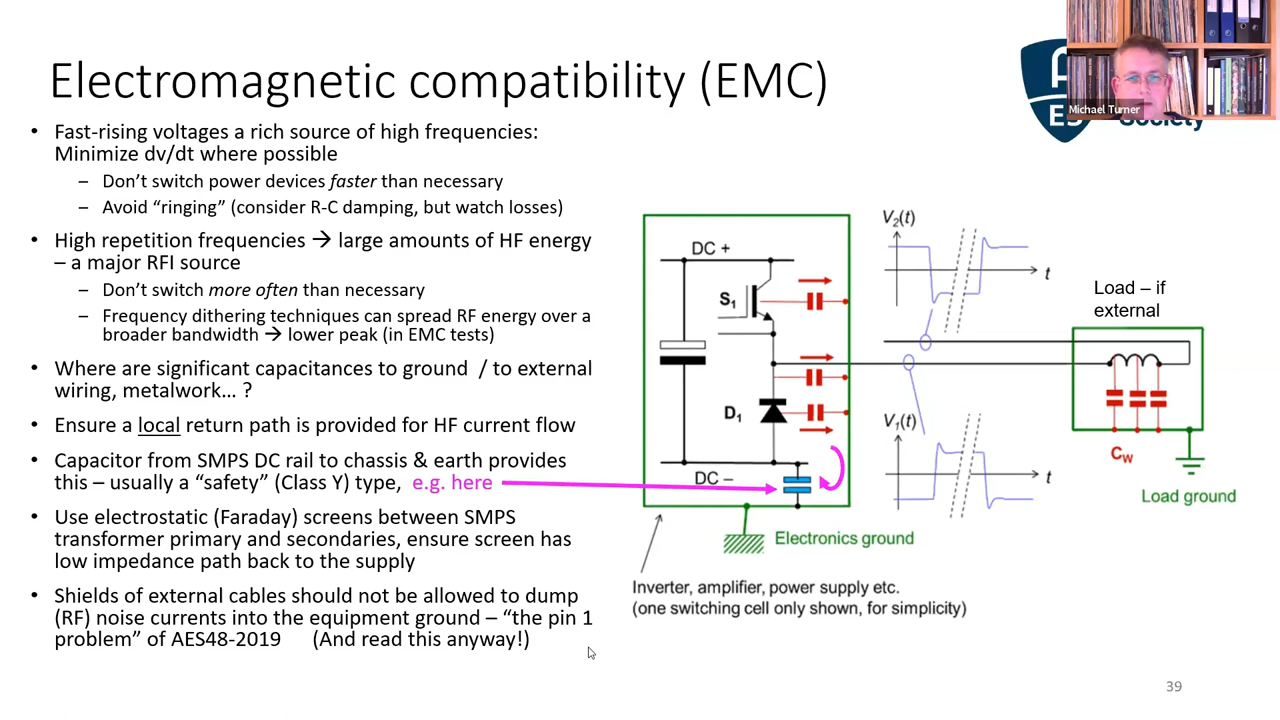 Electromagnetic compatibility (EMC)
Michael Turner
Society
• Fast-rising voltages a rich source of high frequencies:
Minimize dv/dt where possible
– Don't switch power devices faster than necessary
– Avoid "ringing" (consider R-C damping, but watch losses)
• High repetition frequencies → large amounts of HF energy
– a major RFI source
– Don't switch more often than necessary
– Frequency dithering techniques can spread RF energy over a
broader bandwidth → lower peak (in EMC tests)
• Where are significant capacitances to ground / to external
wiring, metalwork... ?
• Ensure a local return path is provided for HF current flow
• Capacitor from SMPS DC rail to chassis & earth provides
this – usually a "safety" (Class Y) type, e.g. here
• Use electrostatic (Faraday) screens between SMPS
transformer primary and secondaries, ensure screen has
low impedance path back to the supply
• Shields of external cables should not be allowed to dump
(RF) noise currents into the equipment ground – "the pin 1
problem" of AES48-2019 (And read this anyway!)
DC +
S₁
D₁
DC –
V₂(t)
t
V₁(t)
t
Load – if
external
C_W
Load ground
Electronics ground
Inverter, amplifier, power supply etc.
(one switching cell only shown, for simplicity)
39